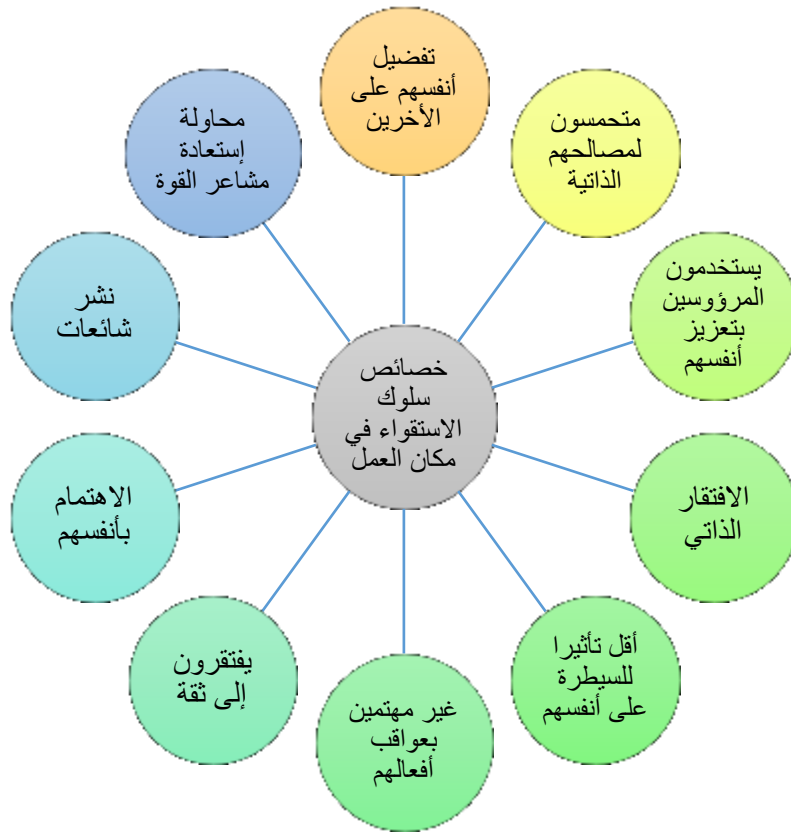 خصائص
سلوك
الاستقواء في
مكان العمل
تفضيل
أنفسهم على
الأخرين
متحمسون
لمصالحهم
الذاتية
يستخدمون
المرؤوسين
بتعزيز
أنفسهم
الافتقار
الذاتي
أقل تأثيرا
للسيطرة
على أنفسهم
غير مهتمين
بعواقب
أفعالهم
يفتقرون
إلى ثقة
الاهتمام
بأنفسهم
نشر
شائعات
محاولة
إستعادة
مشاعر القوة